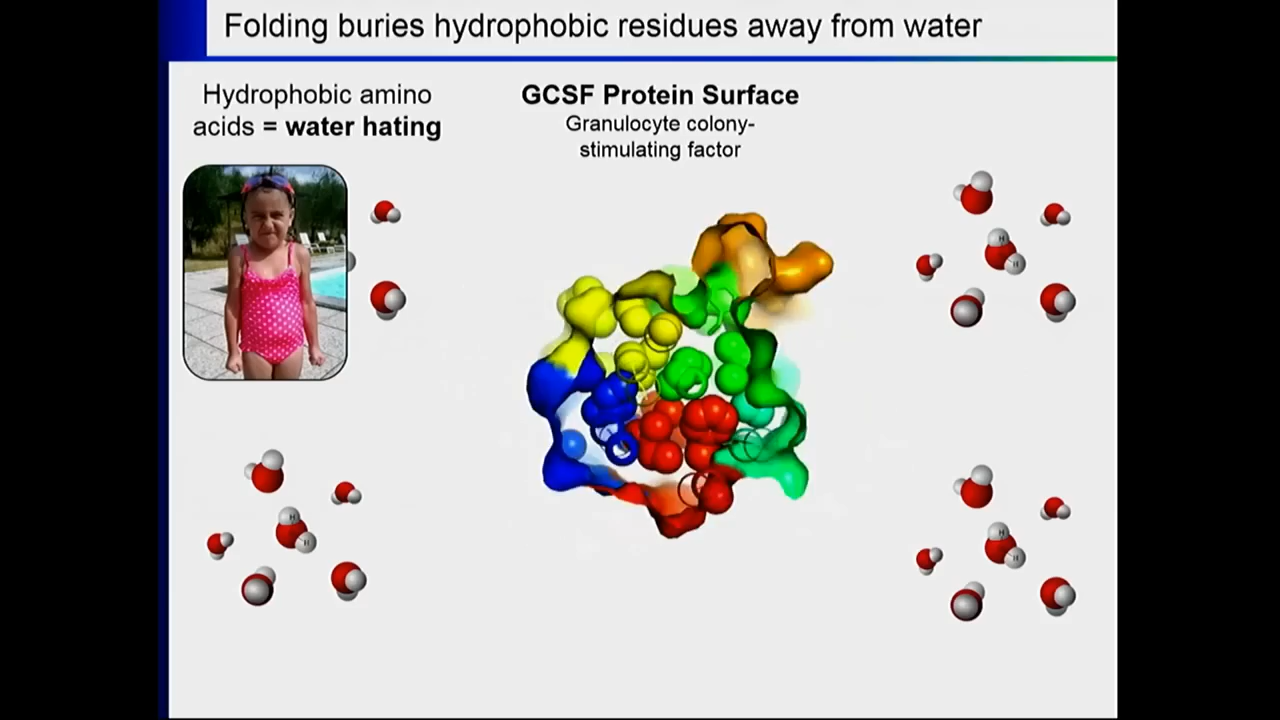 Folding buries hydrophobic residues away from water
Hydrophobic amino
acids = water hating
GCSF Protein Surface
Granulocyte colony-
stimulating factor
H
H
H
H
H
H